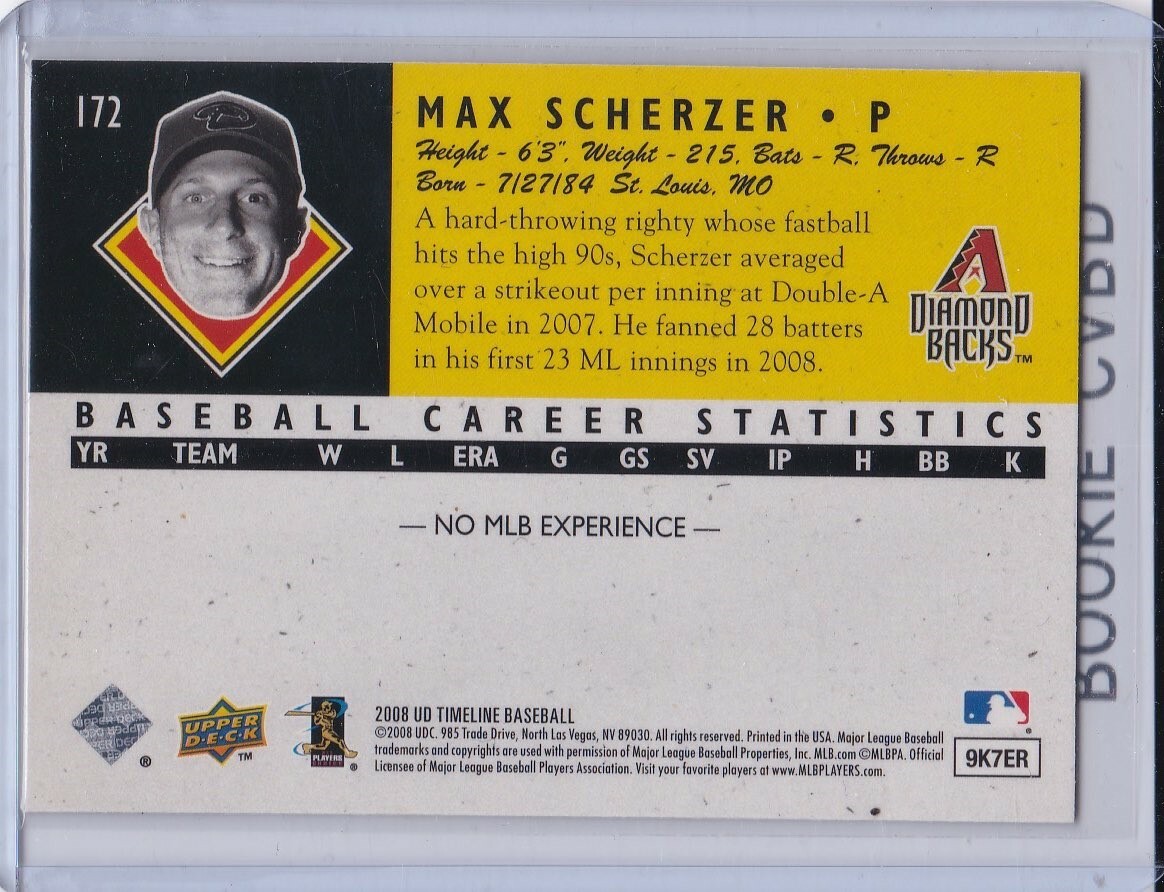 172
MAX SCHERZER • P
Height - 6'3", Weight - 215, Bats - R, Throws - R
Born - 7/27/84 St. Louis, MO
A hard-throwing righty whose fastball
hits the high 90s, Scherzer averaged
over a strikeout per inning at Double-A
Mobile in 2007. He fanned 28 batters
in his first 23 ML innings in 2008.
A
DIAMOND
BACKS™
BASEBALL CAREER STATISTICS
YR TEAM W L ERA G GS SV IP H BB K
— NO MLB EXPERIENCE —
UPPER
D·E·C·K
™
®
PLAYERS
®
2008 UD TIMELINE BASEBALL
©2008 UDC. 985 Trade Drive, North Las Vegas, NV 89030. All rights reserved. Printed in the USA. Major League Baseball
trademarks and copyrights are used with permission of Major League Baseball Properties, Inc. MLB.com ©MLBPA. Official
Licensee of Major League Baseball Players Association. Visit your favorite players at www.MLBPLAYERS.com.
®
9K7ER